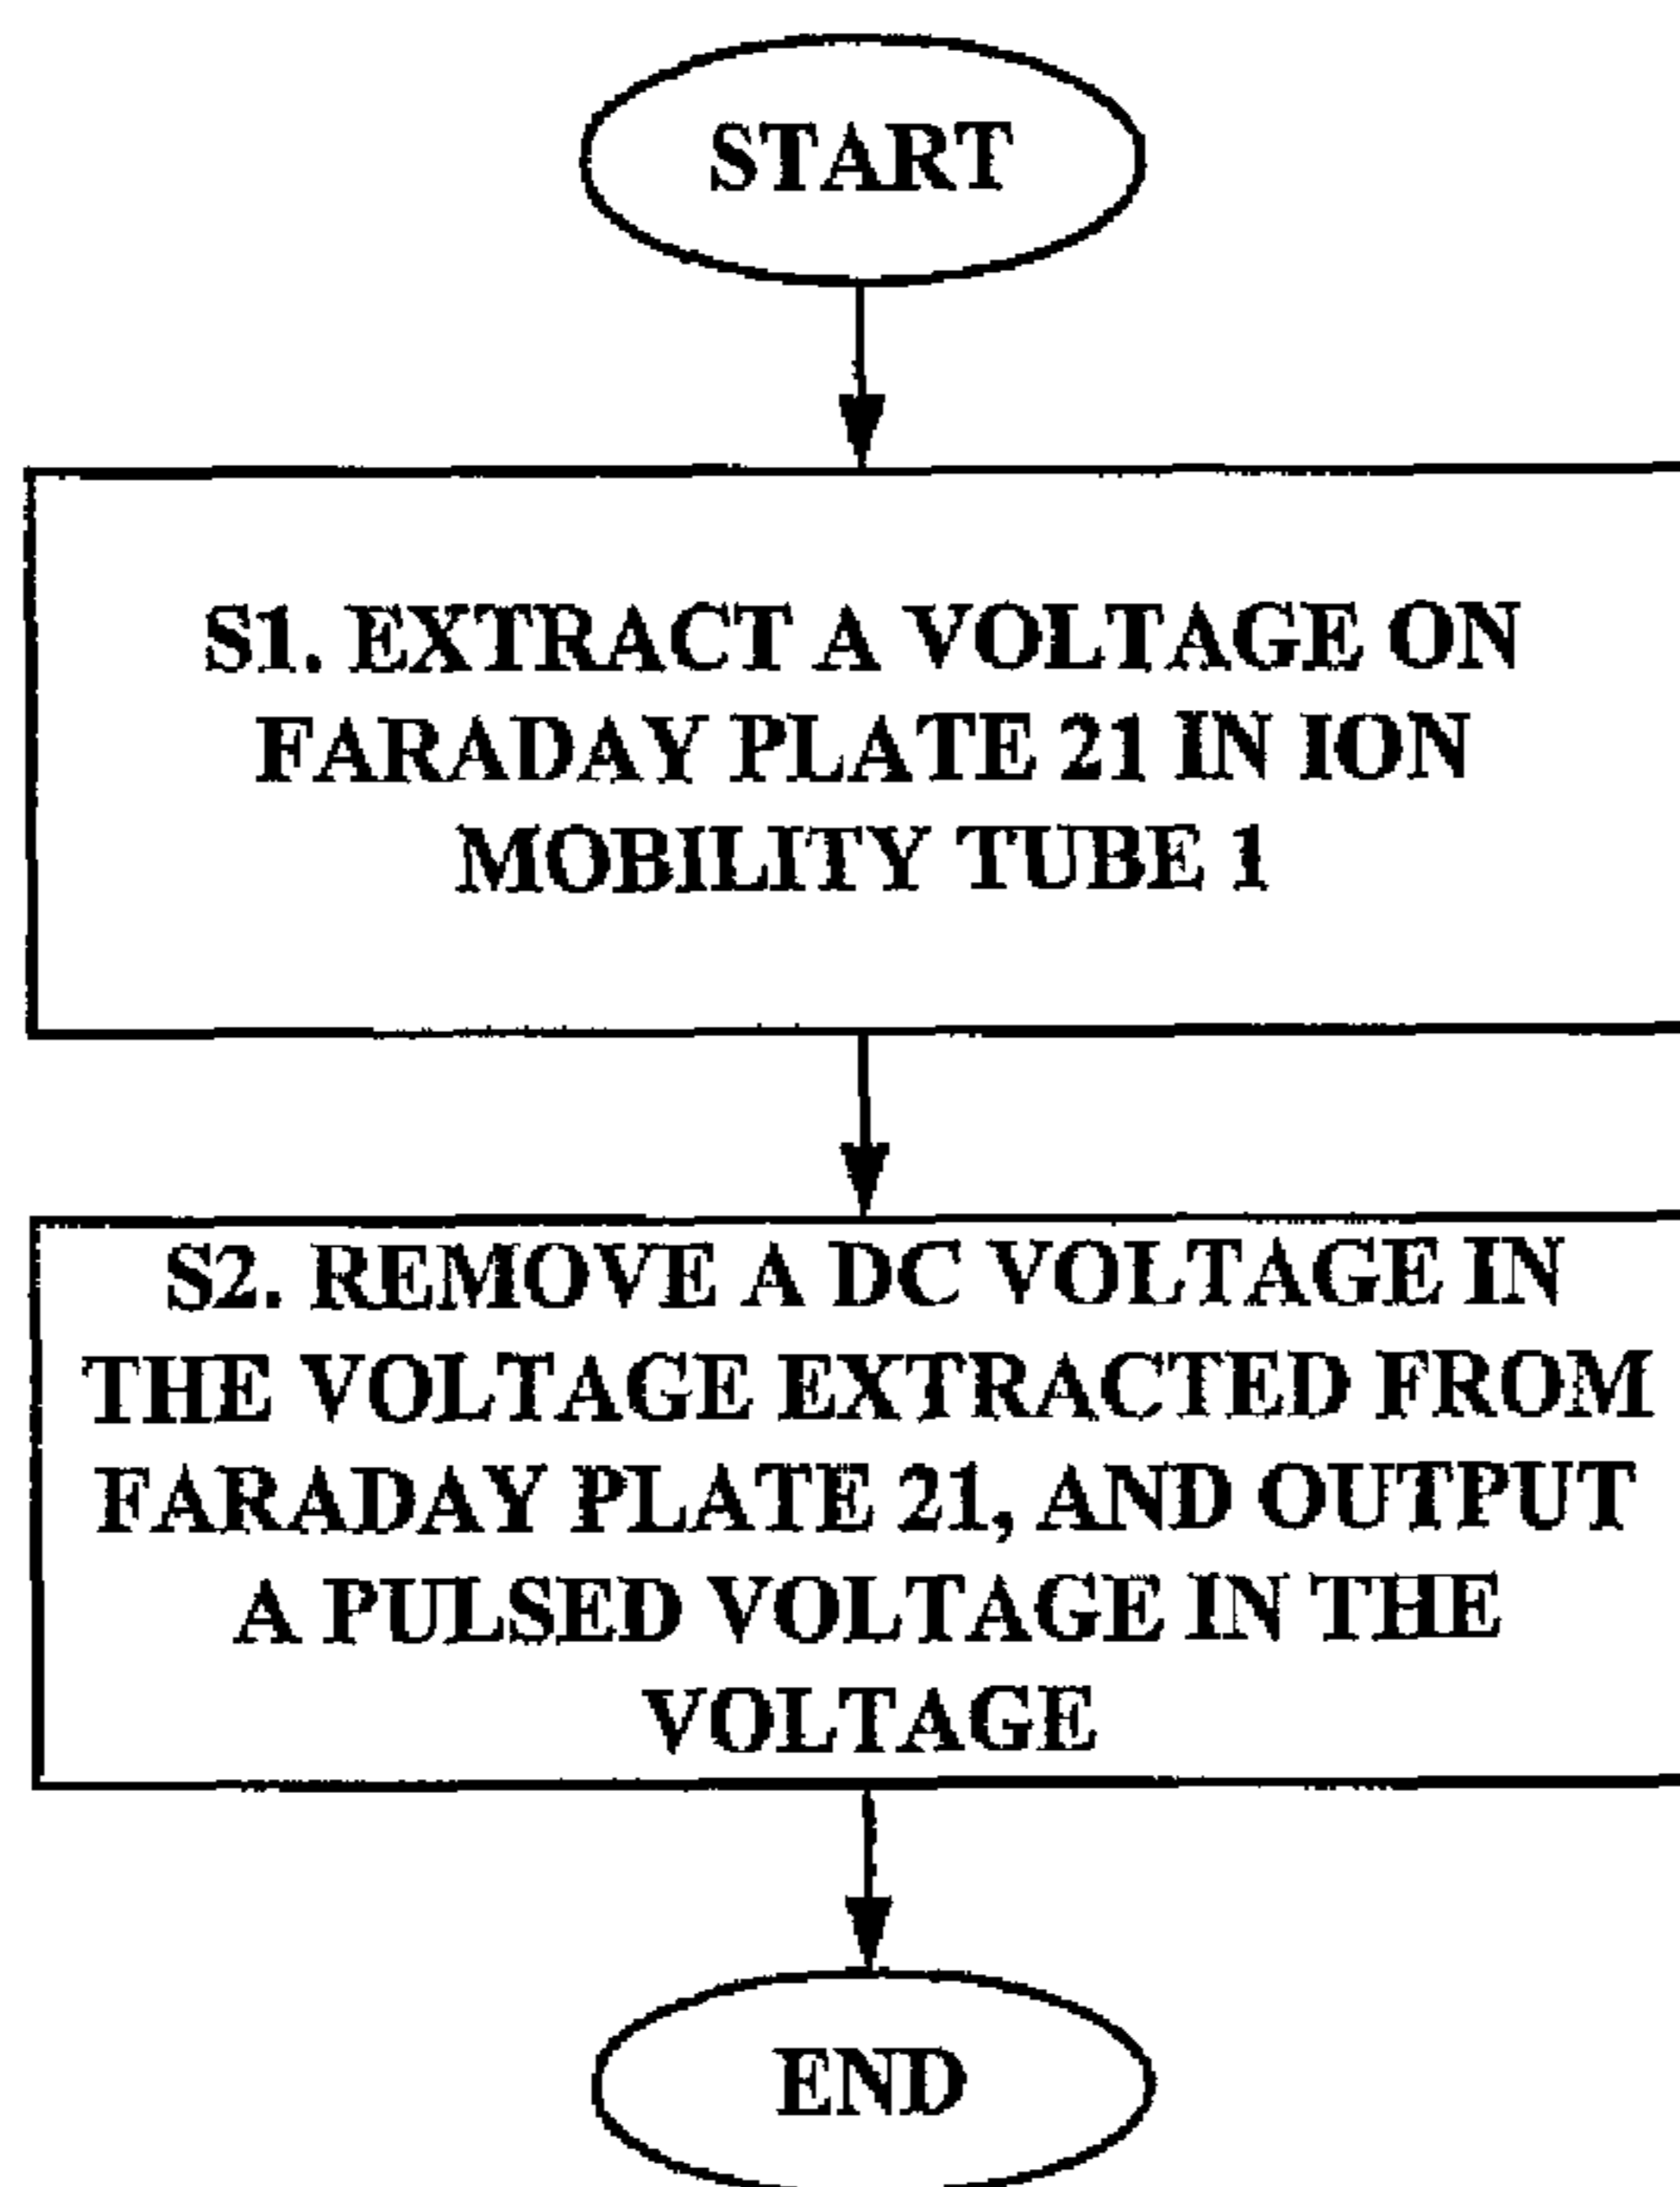 START
S1. EXTRACT A VOLTAGE ON
FARADAY PLATE 21 IN ION
MOBILITY TUBE 1
S2. REMOVE A DC VOLTAGE IN
THE VOLTAGE EXTRACTED FROM
FARADAY PLATE 21, AND OUTPUT
A PULSED VOLTAGE IN THE
VOLTAGE
END